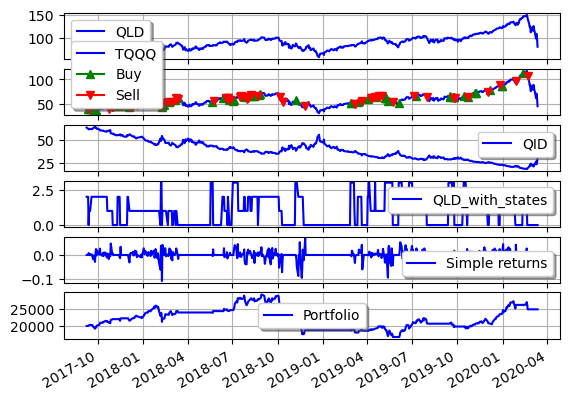 150
100
QLD
TQQQ
Buy
Sell
100
50
50
25
QID
2.5
0.0
QLD_with_states
0.0
−0.1
Simple returns
25000
20000
Portfolio
2017-10
2018-01
2018-04
2018-07
2018-10
2019-01
2019-04
2019-07
2019-10
2020-01
2020-04